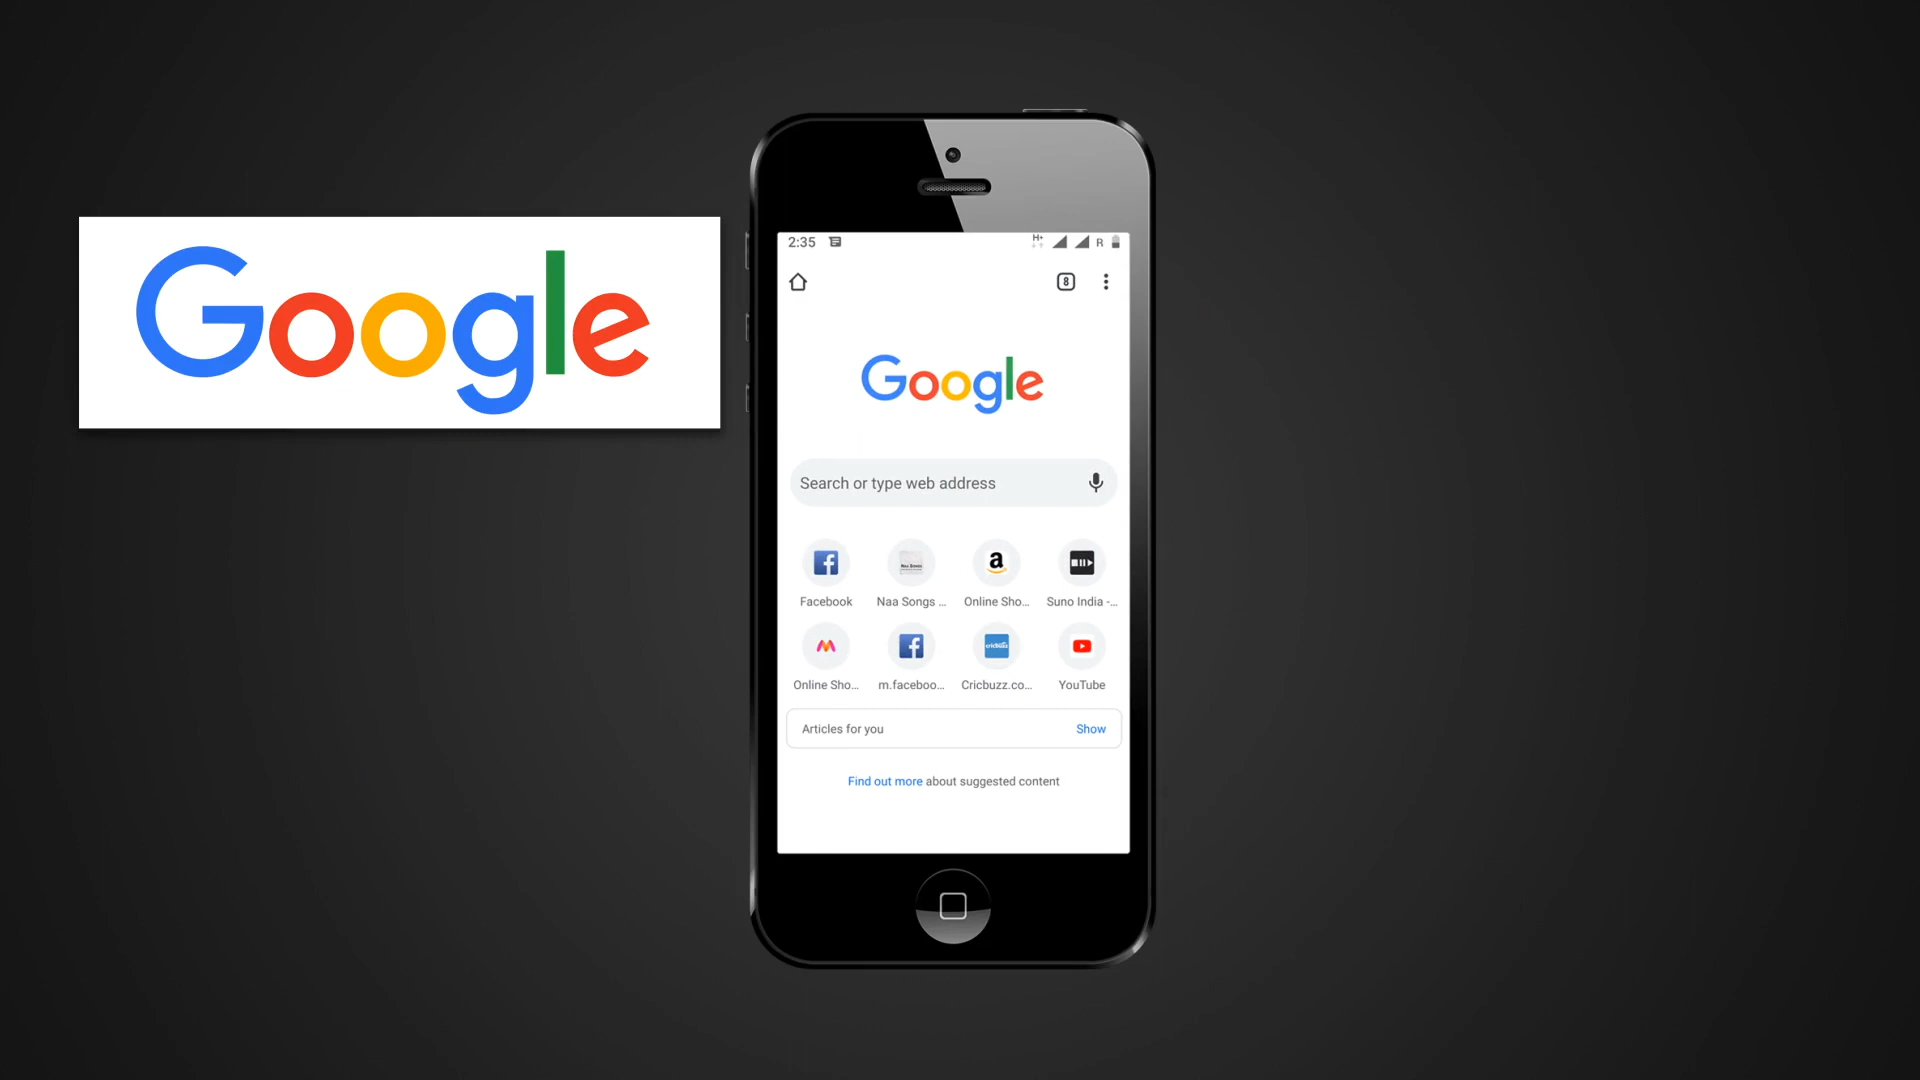 Google
2:35
H+
R
8
Google
Search or type web address
Facebook
Naa Songs ...
Online Sho...
Suno India -...
Online Sho...
m.faceboo...
Cricbuzz.co...
YouTube
Articles for you
Show
Find out more about suggested content